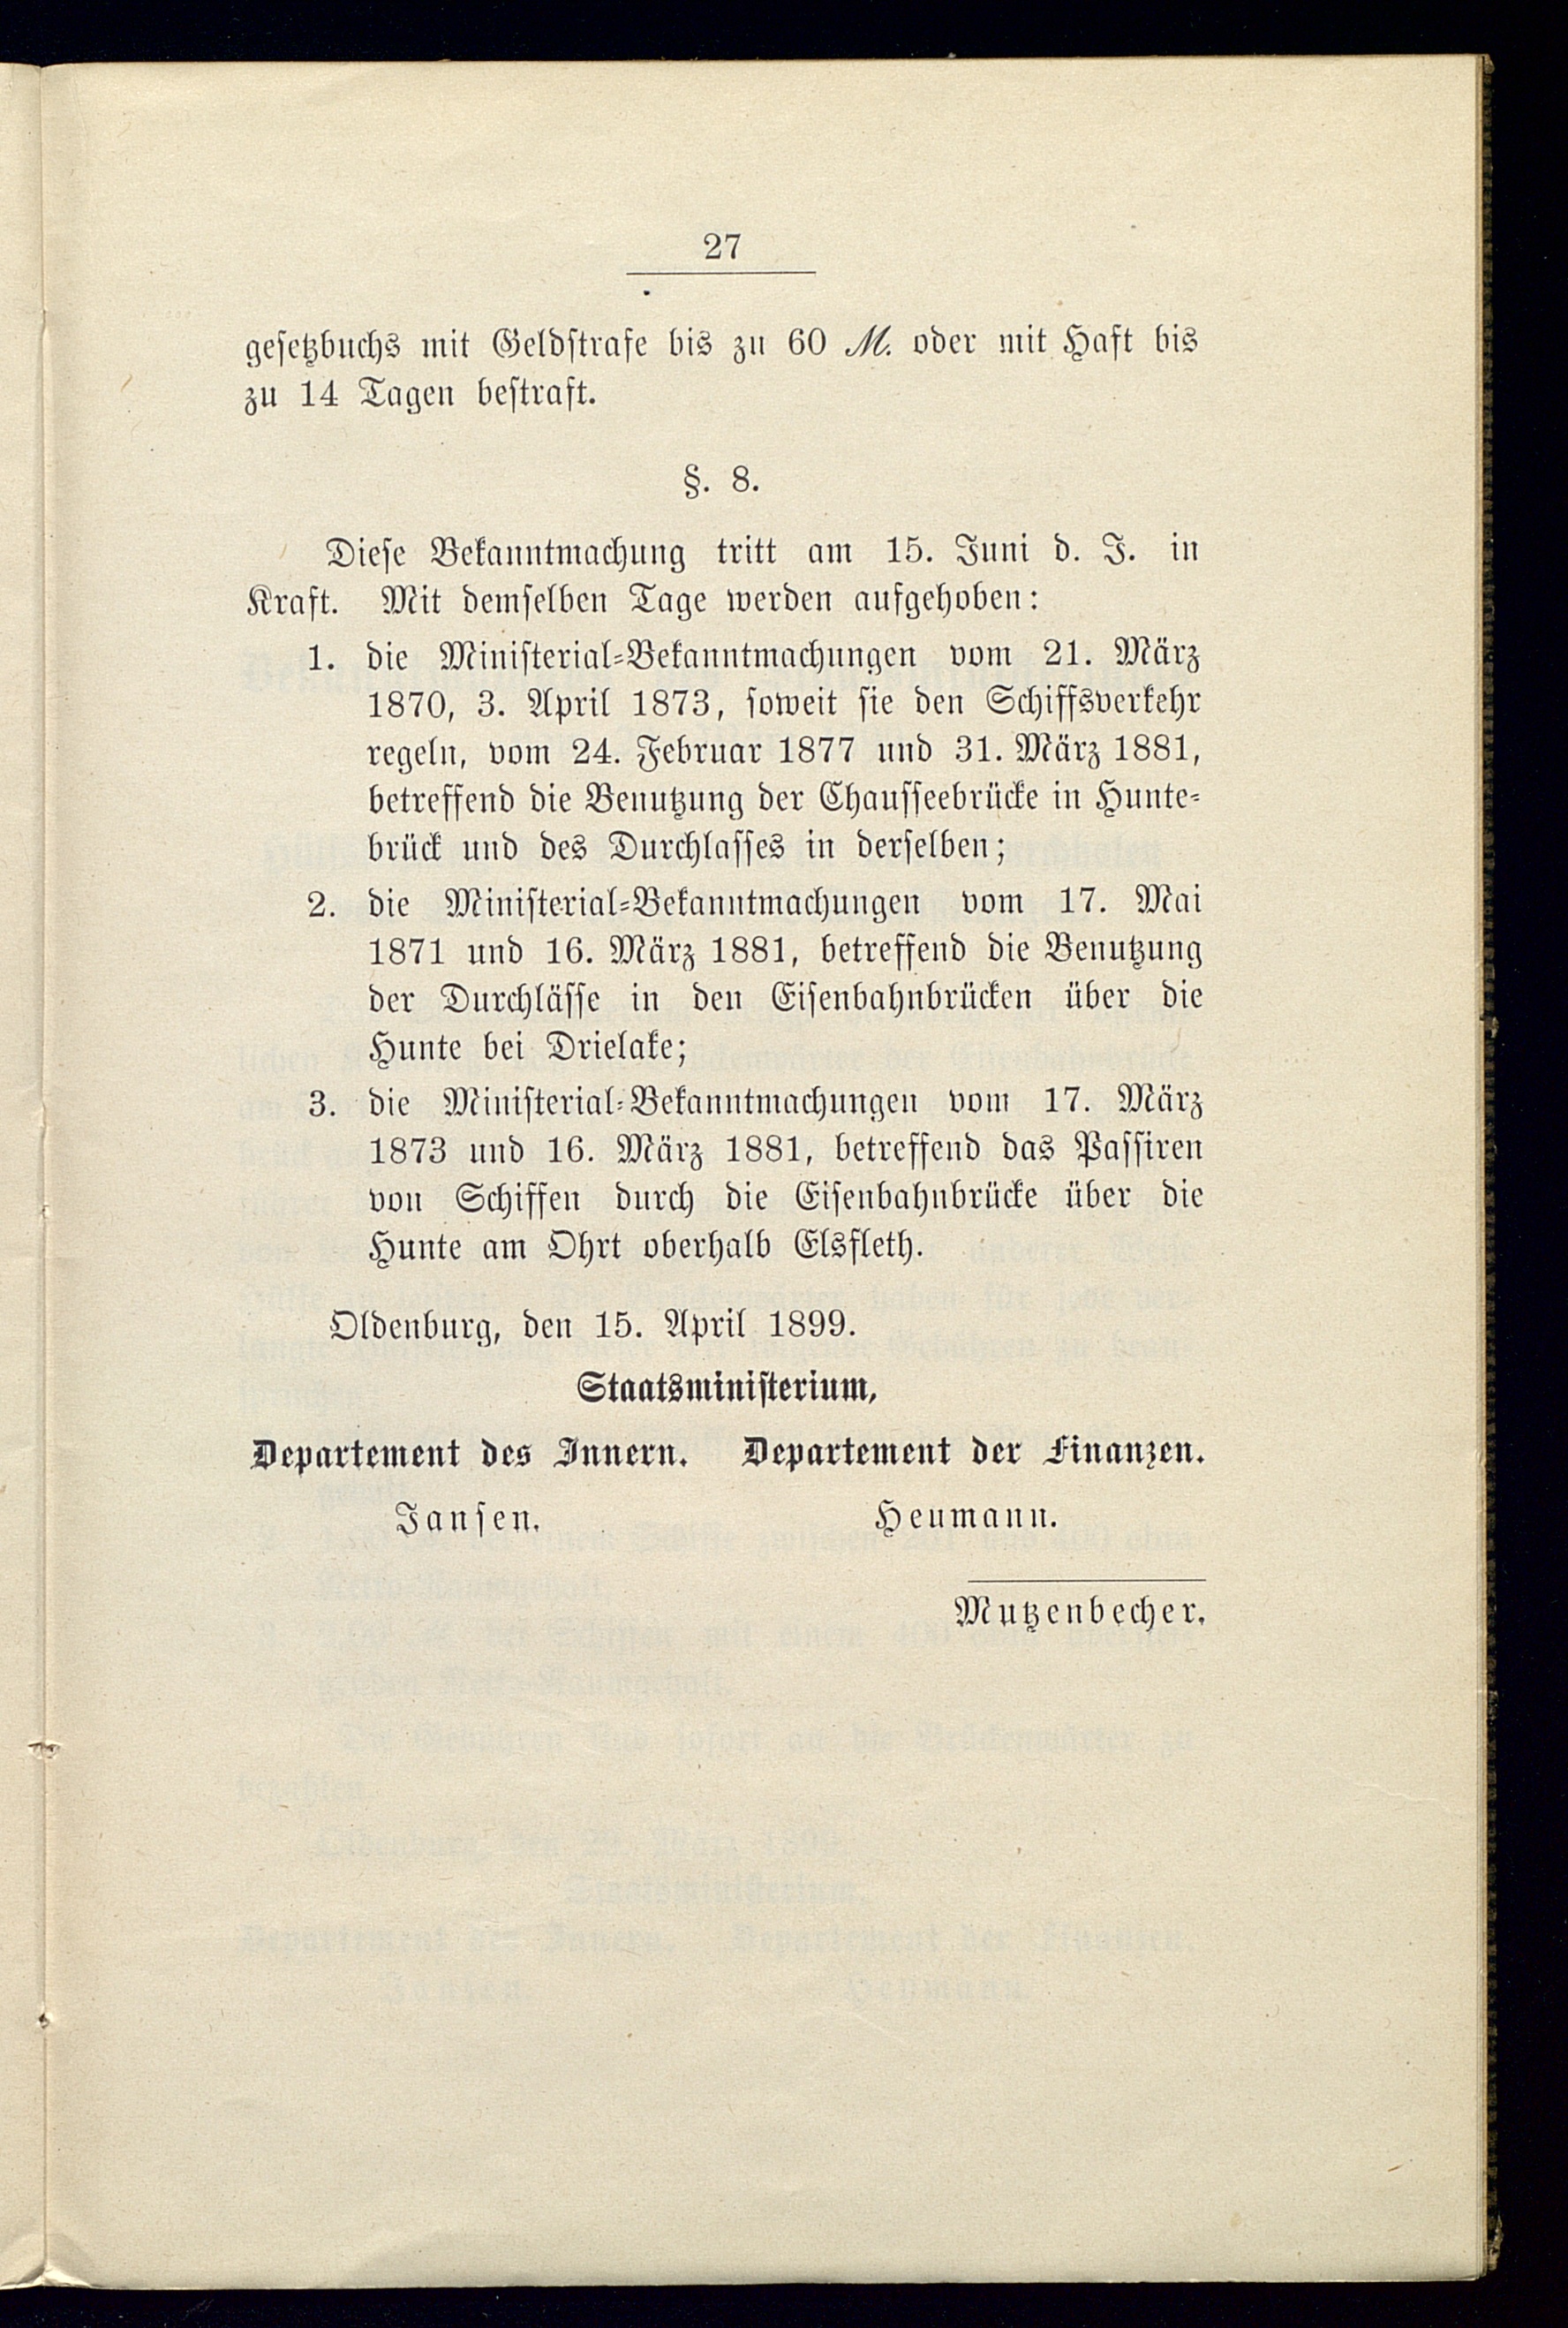 27
gesetzbuchs mit Geldstrafe bis zu 60 M. oder mit Haft bis
zu 14 Tagen bestraft.
§. 8.
Diese Bekanntmachung tritt am 15. Juni d. J. in
Kraft. Mit demselben Tage werden aufgehoben:
1. die Ministerial-Bekanntmachungen vom 21. März
1870, 3. April 1873, soweit sie den Schiffsverkehr
regeln, vom 24. Februar 1877 und 31. März 1881,
betreffend die Benutzung der Chausseebrücke in Hunte-
brück und des Durchlasses in derselben;
2. die Ministerial-Bekanntmachungen vom 17. Mai
1871 und 16. März 1881, betreffend die Benutzung
der Durchlässe in den Eisenbahnbrücken über die
Hunte bei Drielake;
3. die Ministerial-Bekanntmachungen vom 17. März
1873 und 16. März 1881, betreffend das Passiren
von Schiffen durch die Eisenbahnbrücke über die
Hunte am Ohrt oberhalb Elsfleth.
Oldenburg, den 15. April 1899.
Staatsministerium,
Departement des Innern. Departement der Finanzen.
Jansen. Heumann.
Mutzenbecher.